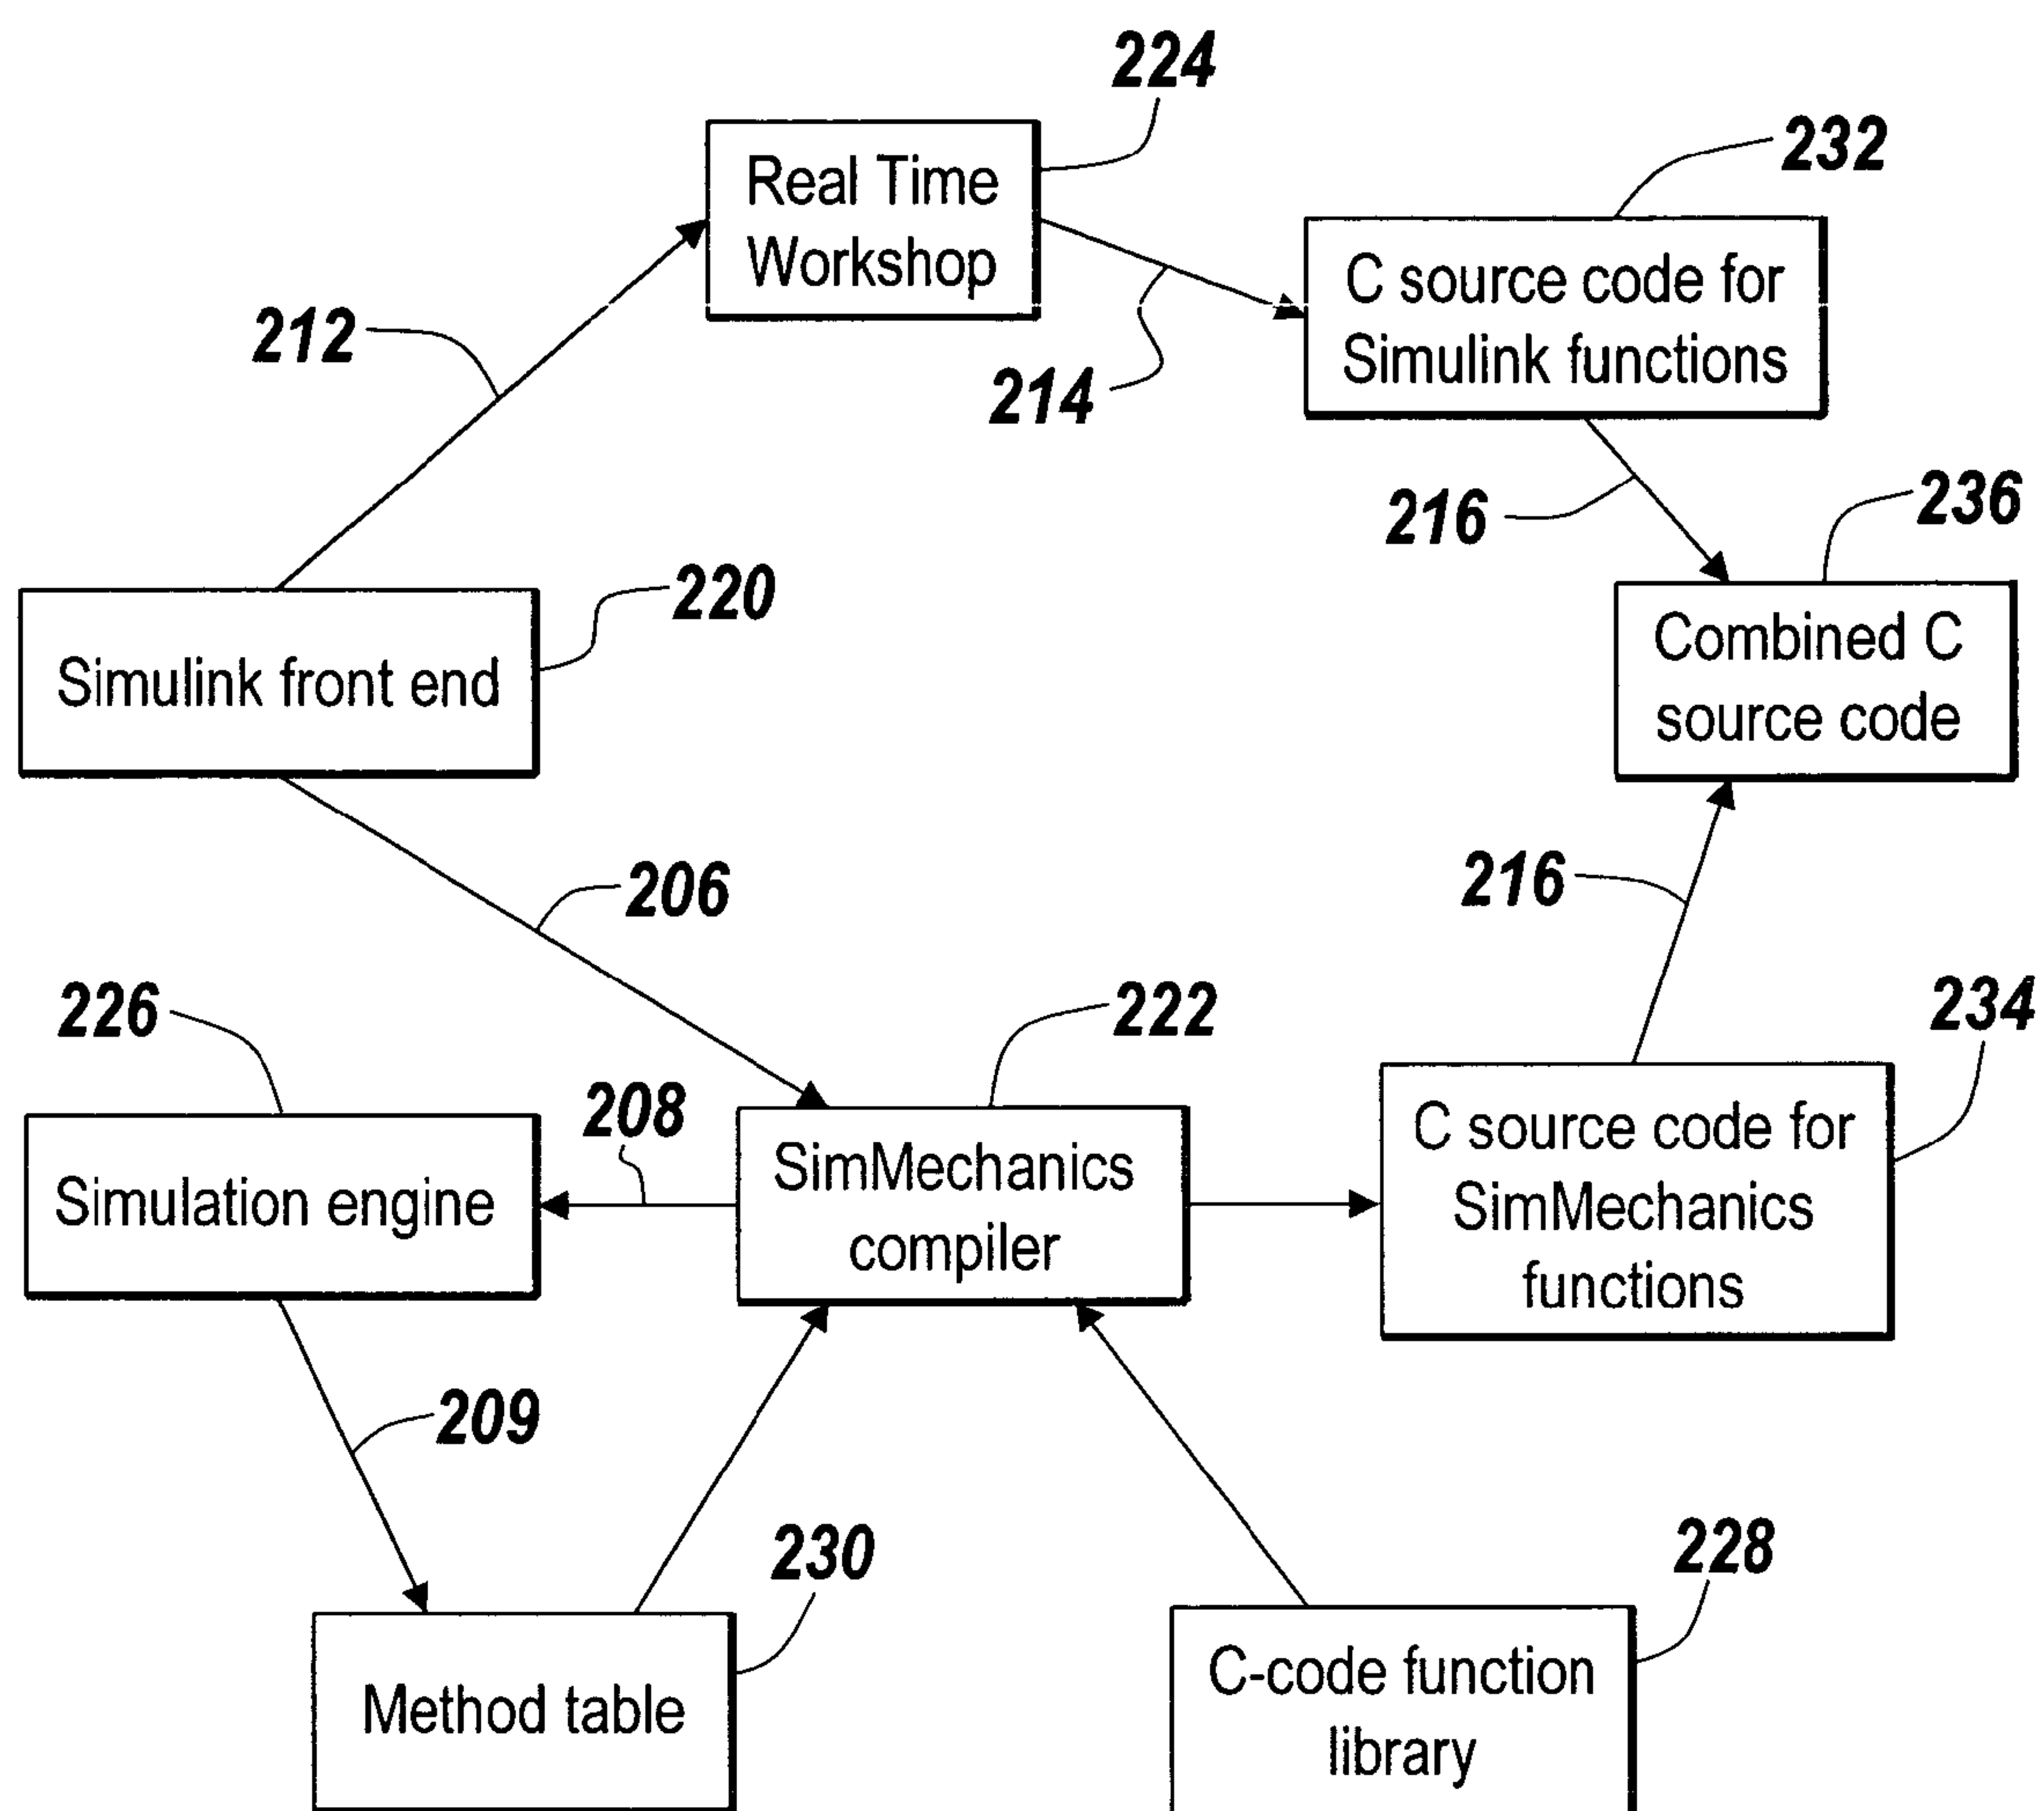 224
Real Time
Workshop
232
C source code for
Simulink functions
212
214
216
236
Combined C
source code
220
Simulink front end
206
216
226
222
234
208
Simulation engine
SimMechanics
compiler
C source code for
SimMechanics
functions
209
230
228
Method table
C-code function
library